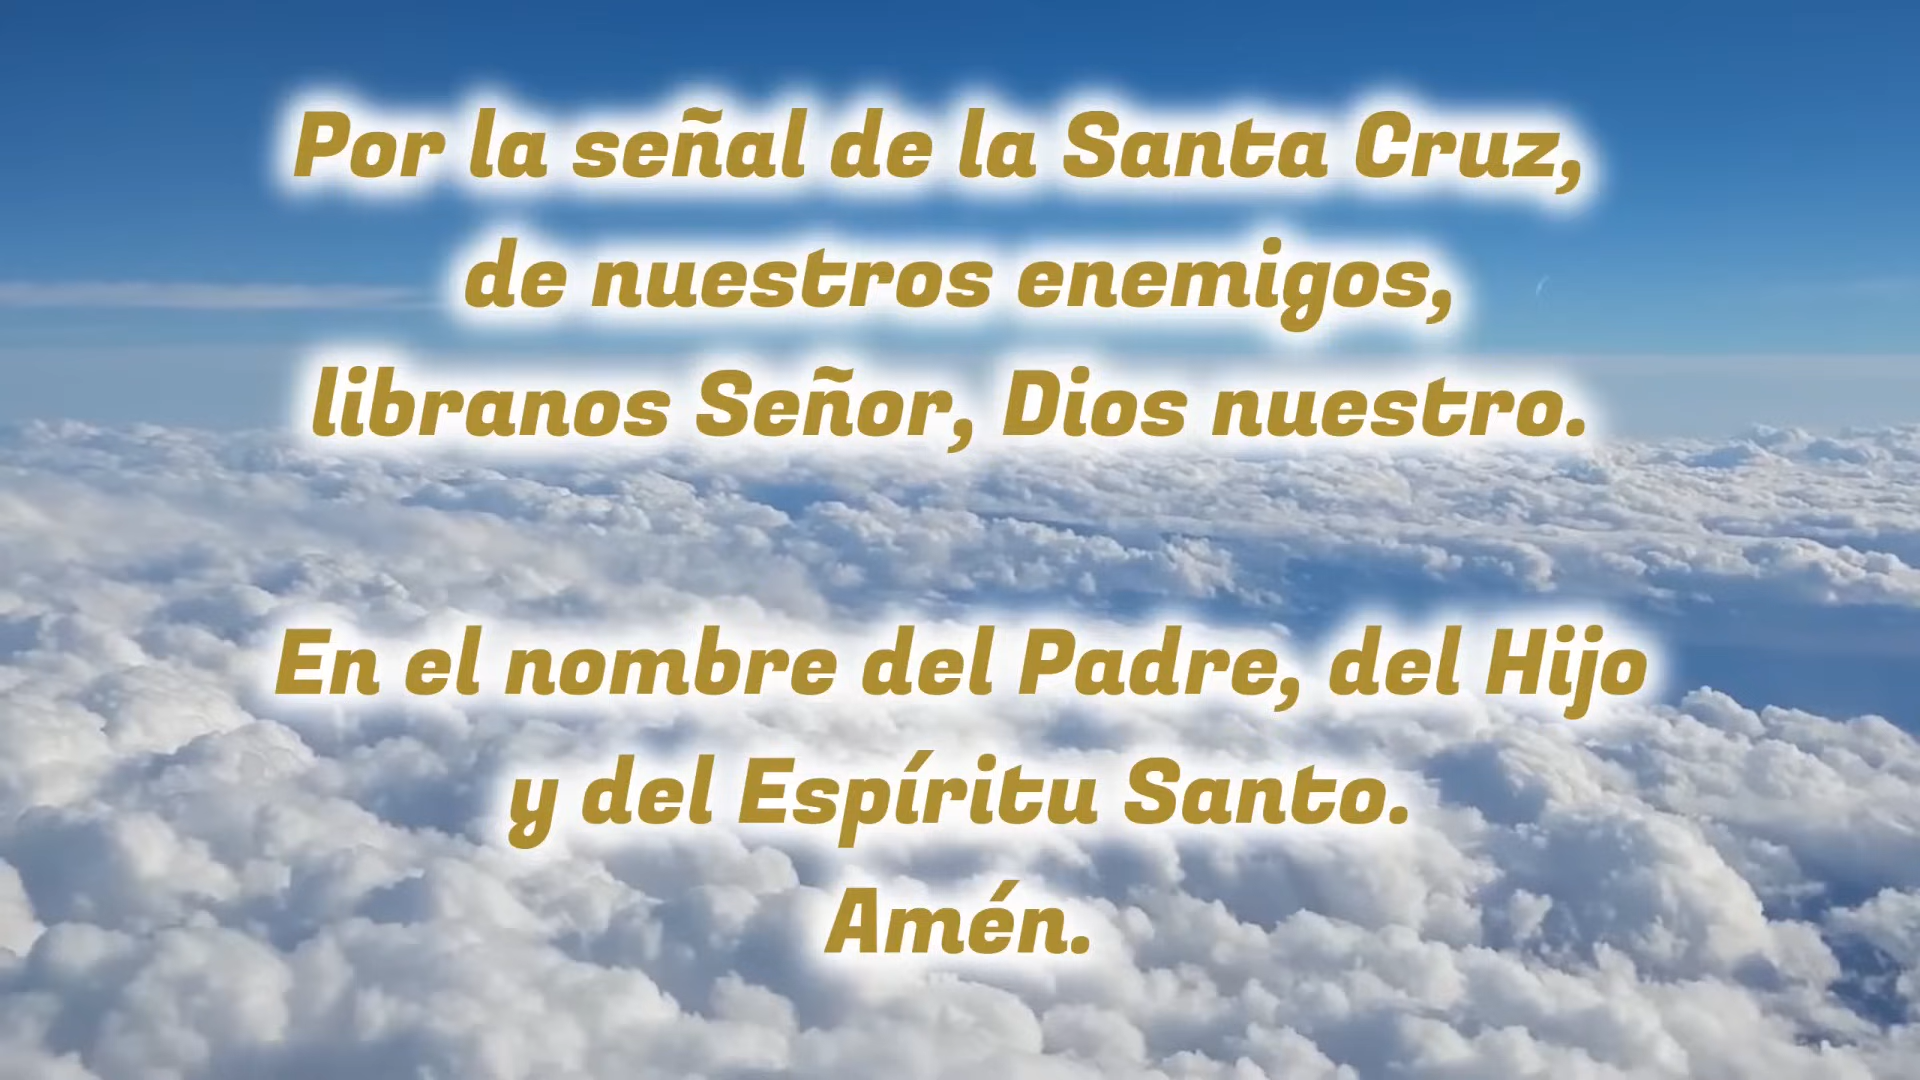 Por la señal de la Santa Cruz,
de nuestros enemigos,
libranos Señor, Dios nuestro.
En el nombre del Padre, del Hijo
y del Espíritu Santo.
Amén.